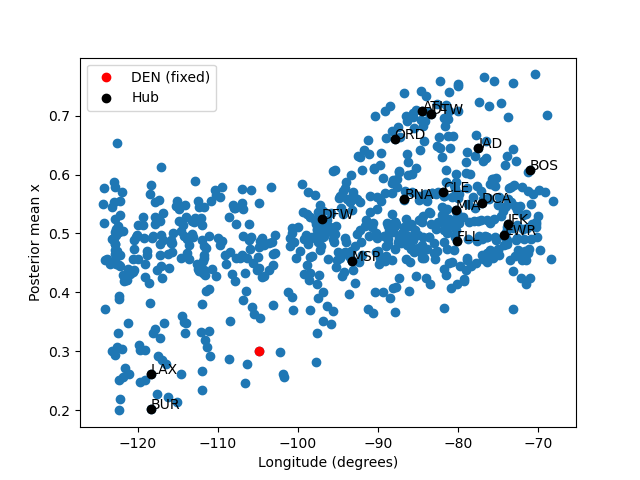 DEN (fixed)
Hub
Posterior mean x
0.7
0.6
0.5
0.4
0.3
0.2
ATL
DTW
ORD
IAD
BOS
BNA
CLE
MIA
DCA
DFW
JFK
EWR
FLL
MSP
LAX
BUR
−120
−110
−100
−90
−80
−70
Longitude (degrees)